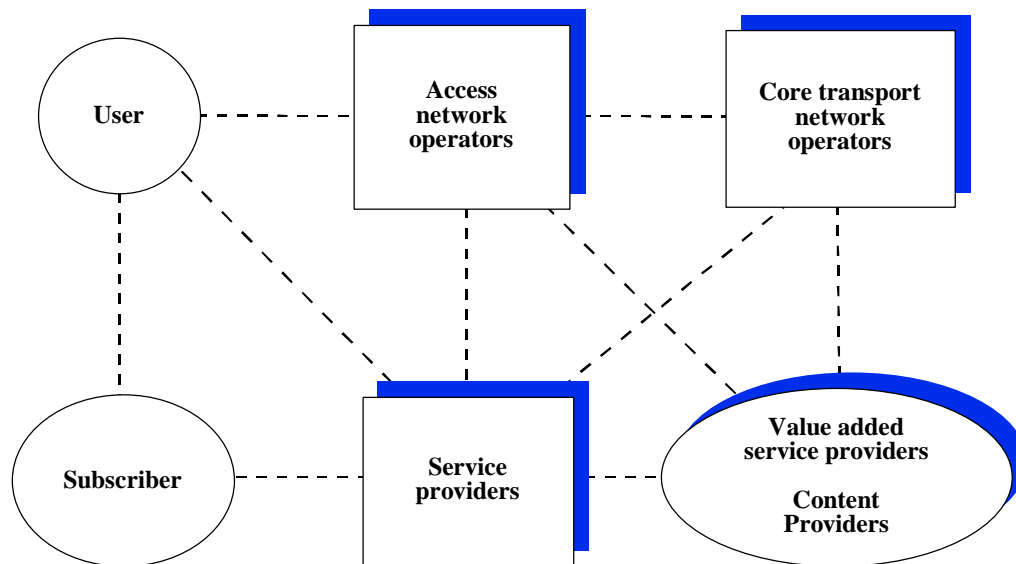 User
Access
network
operators
Core transport
network
operators
Subscriber
Service
providers
Value added
service providers
Content
Providers